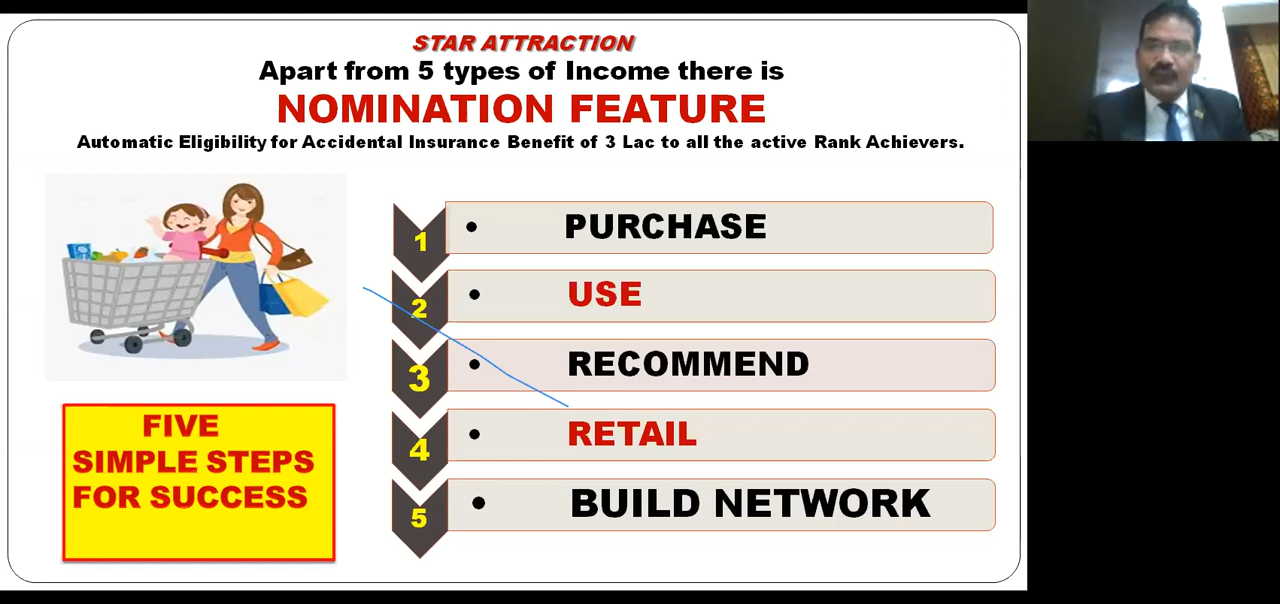 STAR ATTRACTION
Apart from 5 types of Income there is
NOMINATION FEATURE
Automatic Eligibility for Accidental Insurance Benefit of 3 Lac to all the active Rank Achievers.
1 • PURCHASE
2 • USE
3 • RECOMMEND
4 • RETAIL
5 • BUILD NETWORK
FIVE
SIMPLE STEPS
FOR SUCCESS